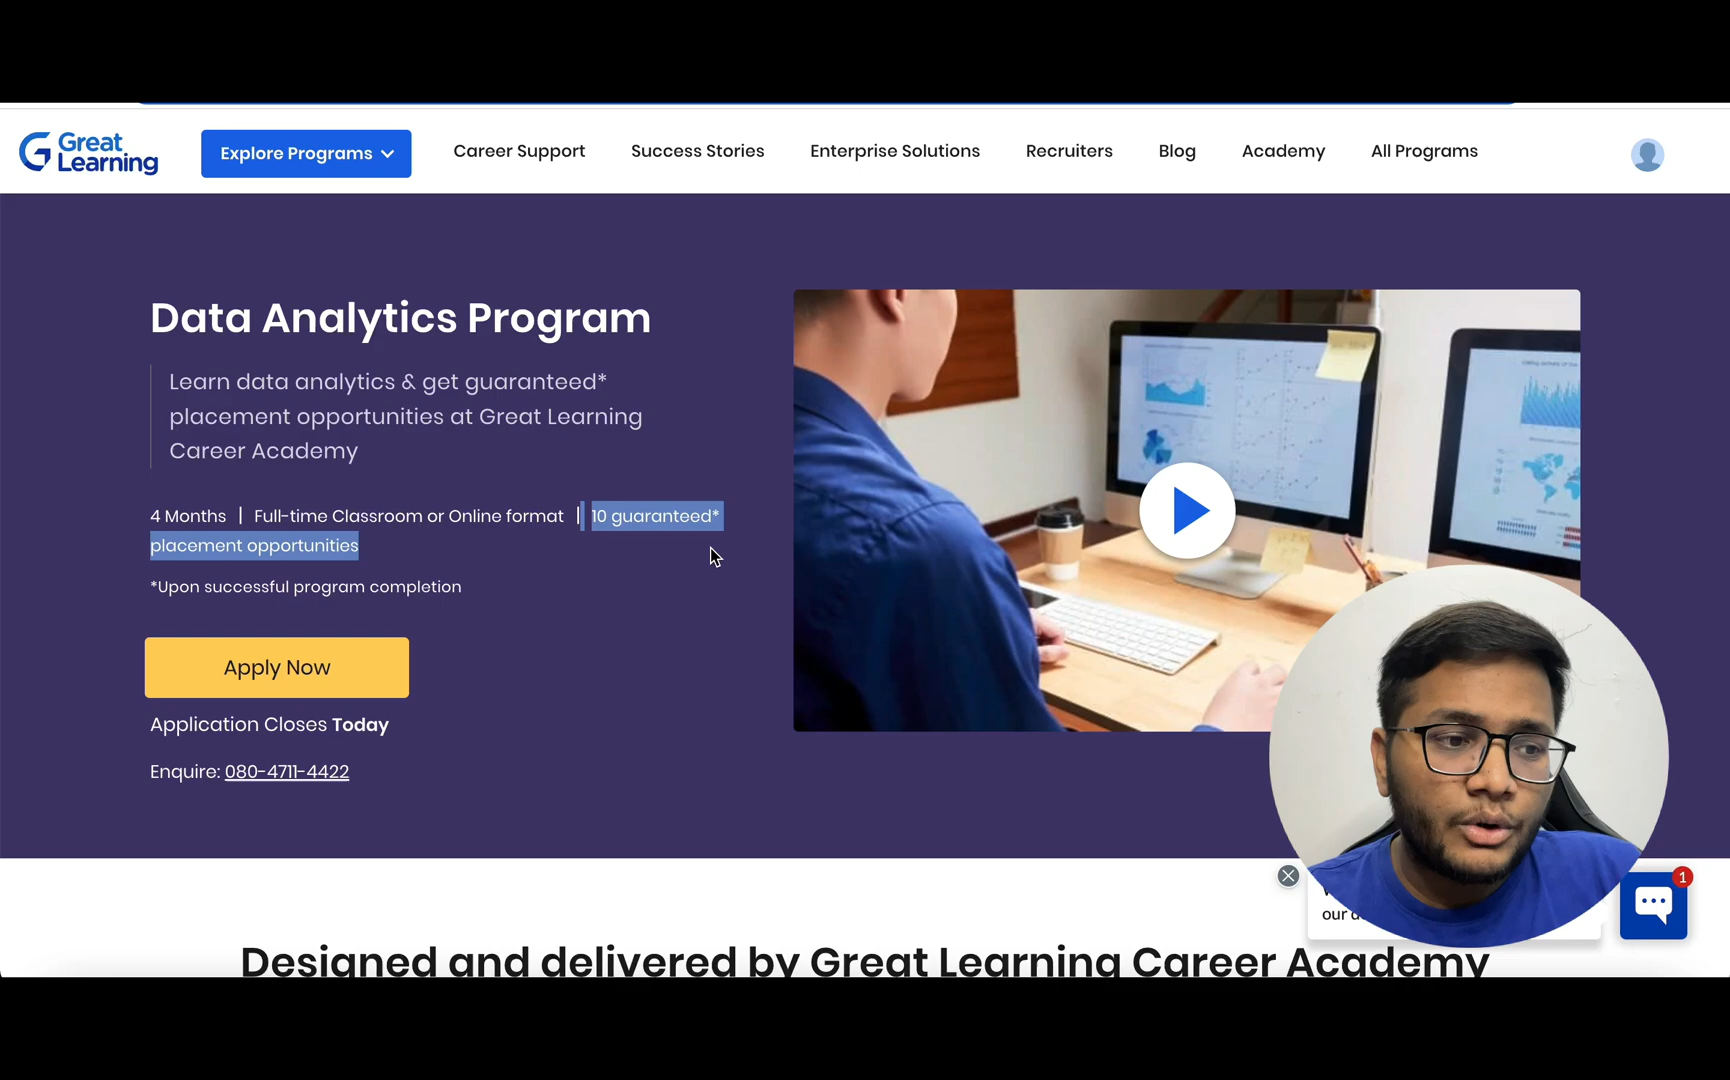 Great
Learning
Explore Programs
Career Support
Success Stories
Enterprise Solutions
Recruiters
Blog
Academy
All Programs
Data Analytics Program
Learn data analytics & get guaranteed*
placement opportunities at Great Learning
Career Academy
4 Months | Full-time Classroom or Online format | 10 guaranteed*
placement opportunities
*Upon successful program completion
Apply Now
Application Closes Today
Enquire: 080-4711-4422
1
our
Designed and delivered by Great Learning Career Academy